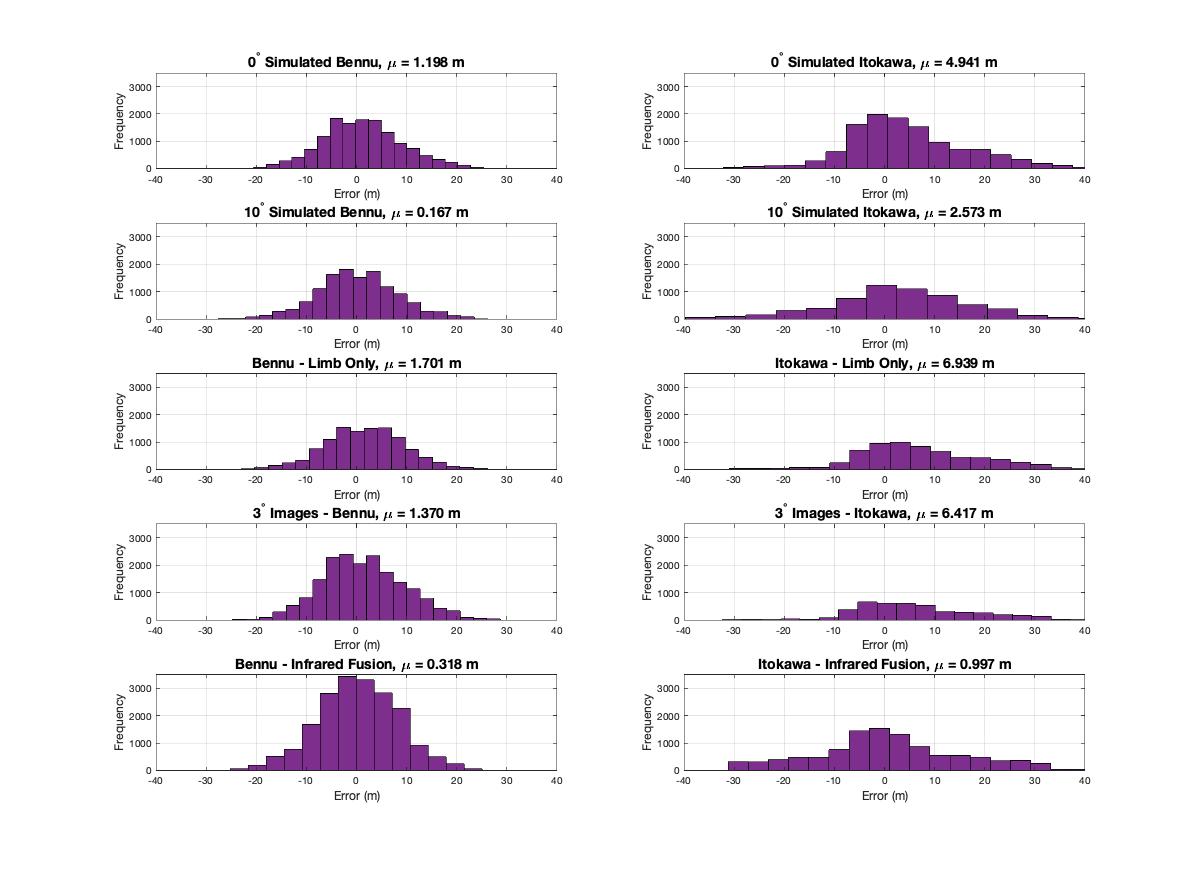 0° Simulated Bennu, μ = 1.198 m
3000
2000
1000
0
Frequency
-40 -30 -20 -10 0 10 20 30 40
Error (m)
0° Simulated Itokawa, μ = 4.941 m
3000
2000
1000
0
Frequency
-40 -30 -20 -10 0 10 20 30 40
Error (m)
10° Simulated Bennu, μ = 0.167 m
3000
2000
1000
0
Frequency
-40 -30 -20 -10 0 10 20 30 40
Error (m)
10° Simulated Itokawa, μ = 2.573 m
3000
2000
1000
0
Frequency
-40 -30 -20 -10 0 10 20 30 40
Error (m)
Bennu - Limb Only, μ = 1.701 m
3000
2000
1000
0
Frequency
-40 -30 -20 -10 0 10 20 30 40
Error (m)
Itokawa - Limb Only, μ = 6.939 m
3000
2000
1000
0
Frequency
-40 -30 -20 -10 0 10 20 30 40
Error (m)
3° Images - Bennu, μ = 1.370 m
3000
2000
1000
0
Frequency
-40 -30 -20 -10 0 10 20 30 40
Error (m)
3° Images - Itokawa, μ = 6.417 m
3000
2000
1000
0
Frequency
-40 -30 -20 -10 0 10 20 30 40
Error (m)
Bennu - Infrared Fusion, μ = 0.318 m
3000
2000
1000
0
Frequency
-40 -30 -20 -10 0 10 20 30 40
Error (m)
Itokawa - Infrared Fusion, μ = 0.997 m
3000
2000
1000
0
Frequency
-40 -30 -20 -10 0 10 20 30 40
Error (m)